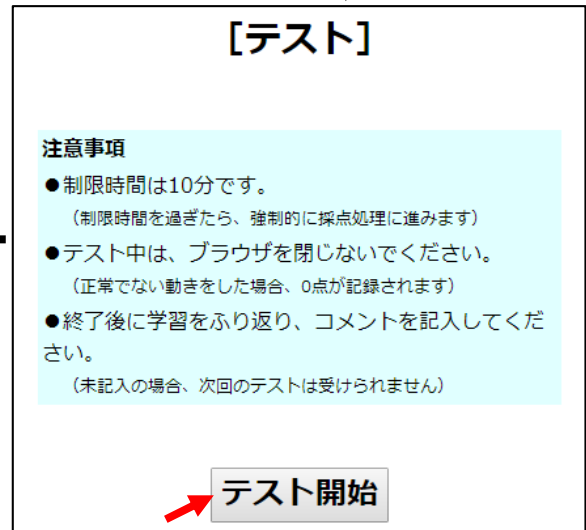 [テスト]
注意事項
●制限時間は10分です。
（制限時間を過ぎたら、強制的に採点処理に進みます）
●テスト中は、ブラウザを閉じないでください。
（正常でない動きをした場合、0点が記録されます）
●終了後に学習をふり返り、コメントを記入してくだ
さい。
（未記入の場合、次回のテストは受けられません）
テスト開始